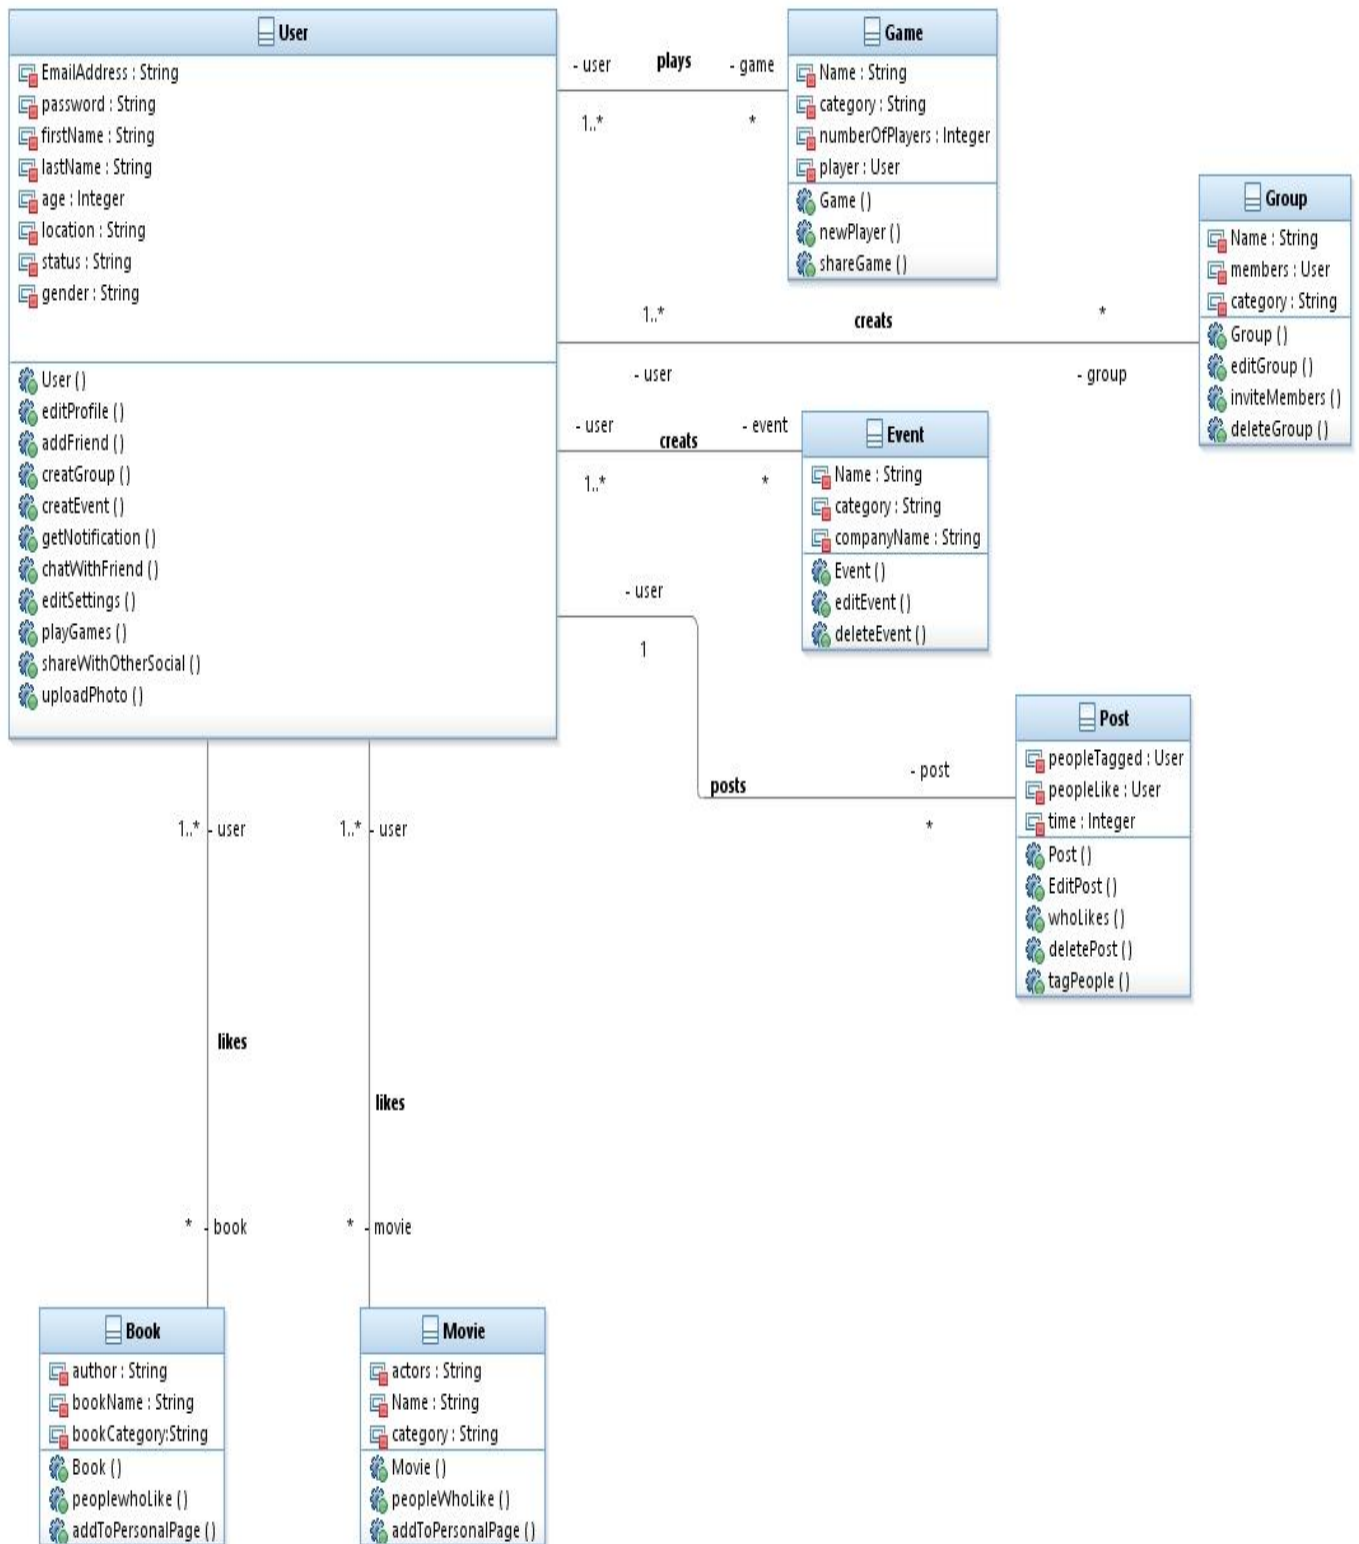 User
EmailAddress : String
password : String
firstName : String
lastName : String
age : Integer
location : String
status : String
gender : String
User ()
editProfile ()
addFriend ()
creatGroup ()
creatEvent ()
getNotification ()
chatWithFriend ()
editSettings ()
playGames ()
shareWithOtherSocial ()
uploadPhoto ()
- user
plays
- game
1..*
*
Game
Name : String
category : String
numberOfPlayers : Integer
player : User
Game ()
newPlayer ()
shareGame ()
1..*
creats
*
- user
- group
Group
Name : String
members : User
category : String
Group ()
editGroup ()
inviteMembers ()
deleteGroup ()
- user
creats
- event
1..*
*
Event
Name : String
category : String
companyName : String
Event ()
editEvent ()
deleteEvent ()
- user
1
posts
- post
*
Post
peopleTagged : User
peopleLike : User
time : Integer
Post ()
EditPost ()
whoLikes ()
deletePost ()
tagPeople ()
1..* - user
likes
* - book
1..* - user
likes
* - movie
Book
author : String
bookName : String
bookCategory:String
Book ()
peoplewhoLike ()
addToPersonalPage ()
Movie
actors : String
Name : String
category : String
Movie ()
peopleWhoLike ()
addToPersonalPage ()